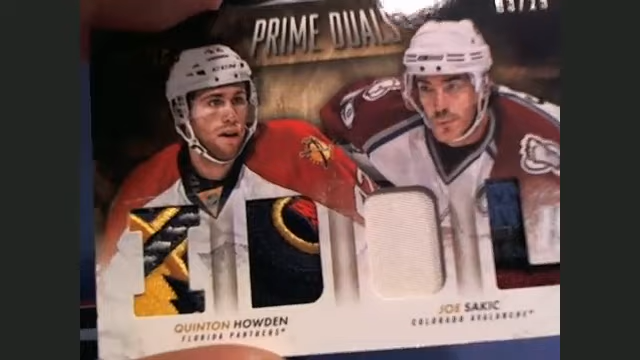 PRIME DUALS
QUINTON HOWDEN
FLORIDA PANTHERS
JOE SAKIC
COLORADO AVALANCHE